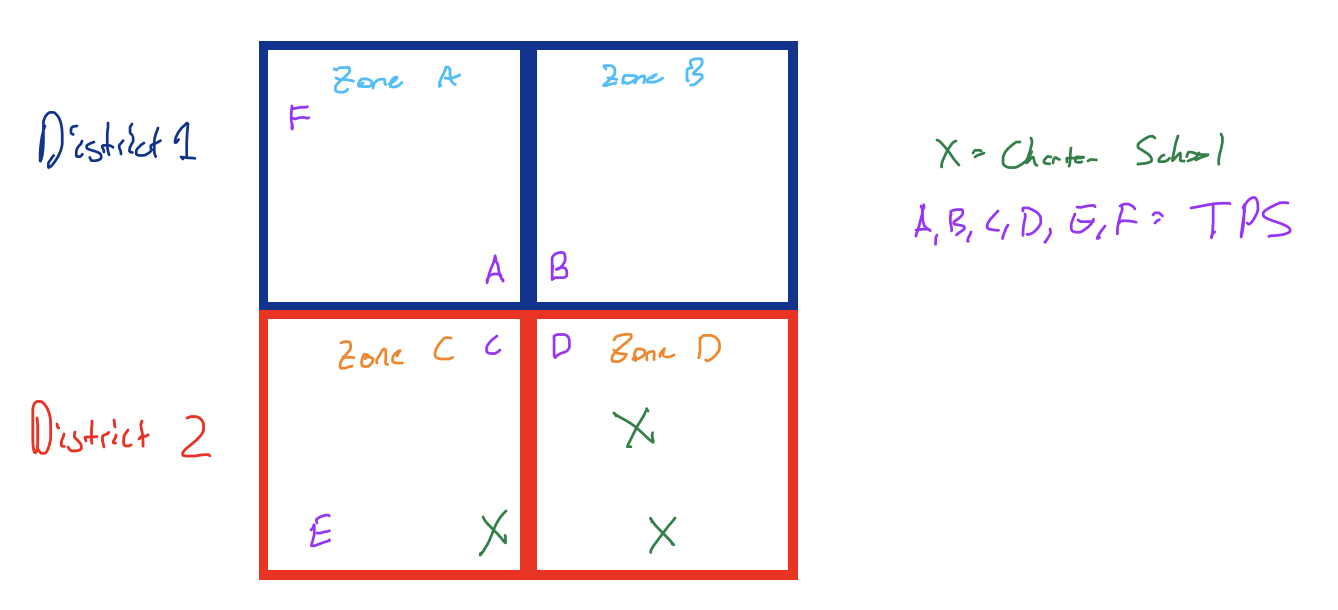 Zone A
Zone B
F
District 1
X = Charter School
A, B, C, D, E, F = TPS
A
B
Zone C
C
D
Zone D
District 2
X
E
X
X